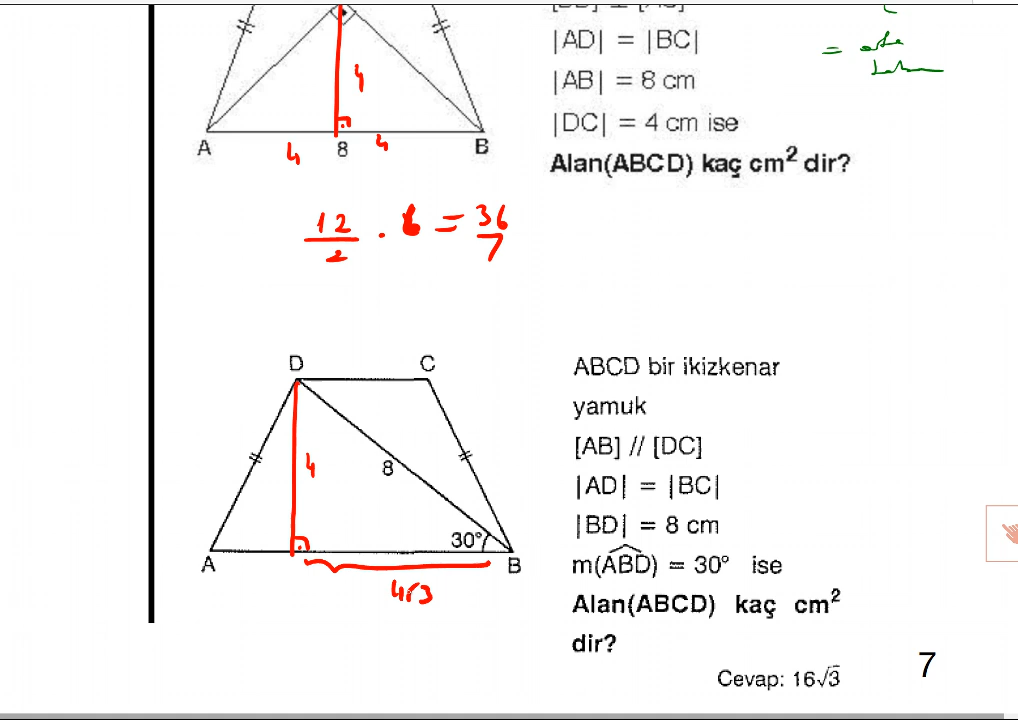 |AD| = |BC|
|AB| = 8 cm
|DC| = 4 cm ise
Alan(ABCD) kaç cm² dir?
=
4
4
8
4
A
B
12/2 · 6 = 36/7
D
C
4
8
30°
A
B
4√3
ABCD bir ikizkenar
yamuk
[AB] // [DC]
|AD| = |BC|
|BD| = 8 cm
m(ABD) = 30° ise
Alan(ABCD) kaç cm²
dir?
Cevap: 16√3
7